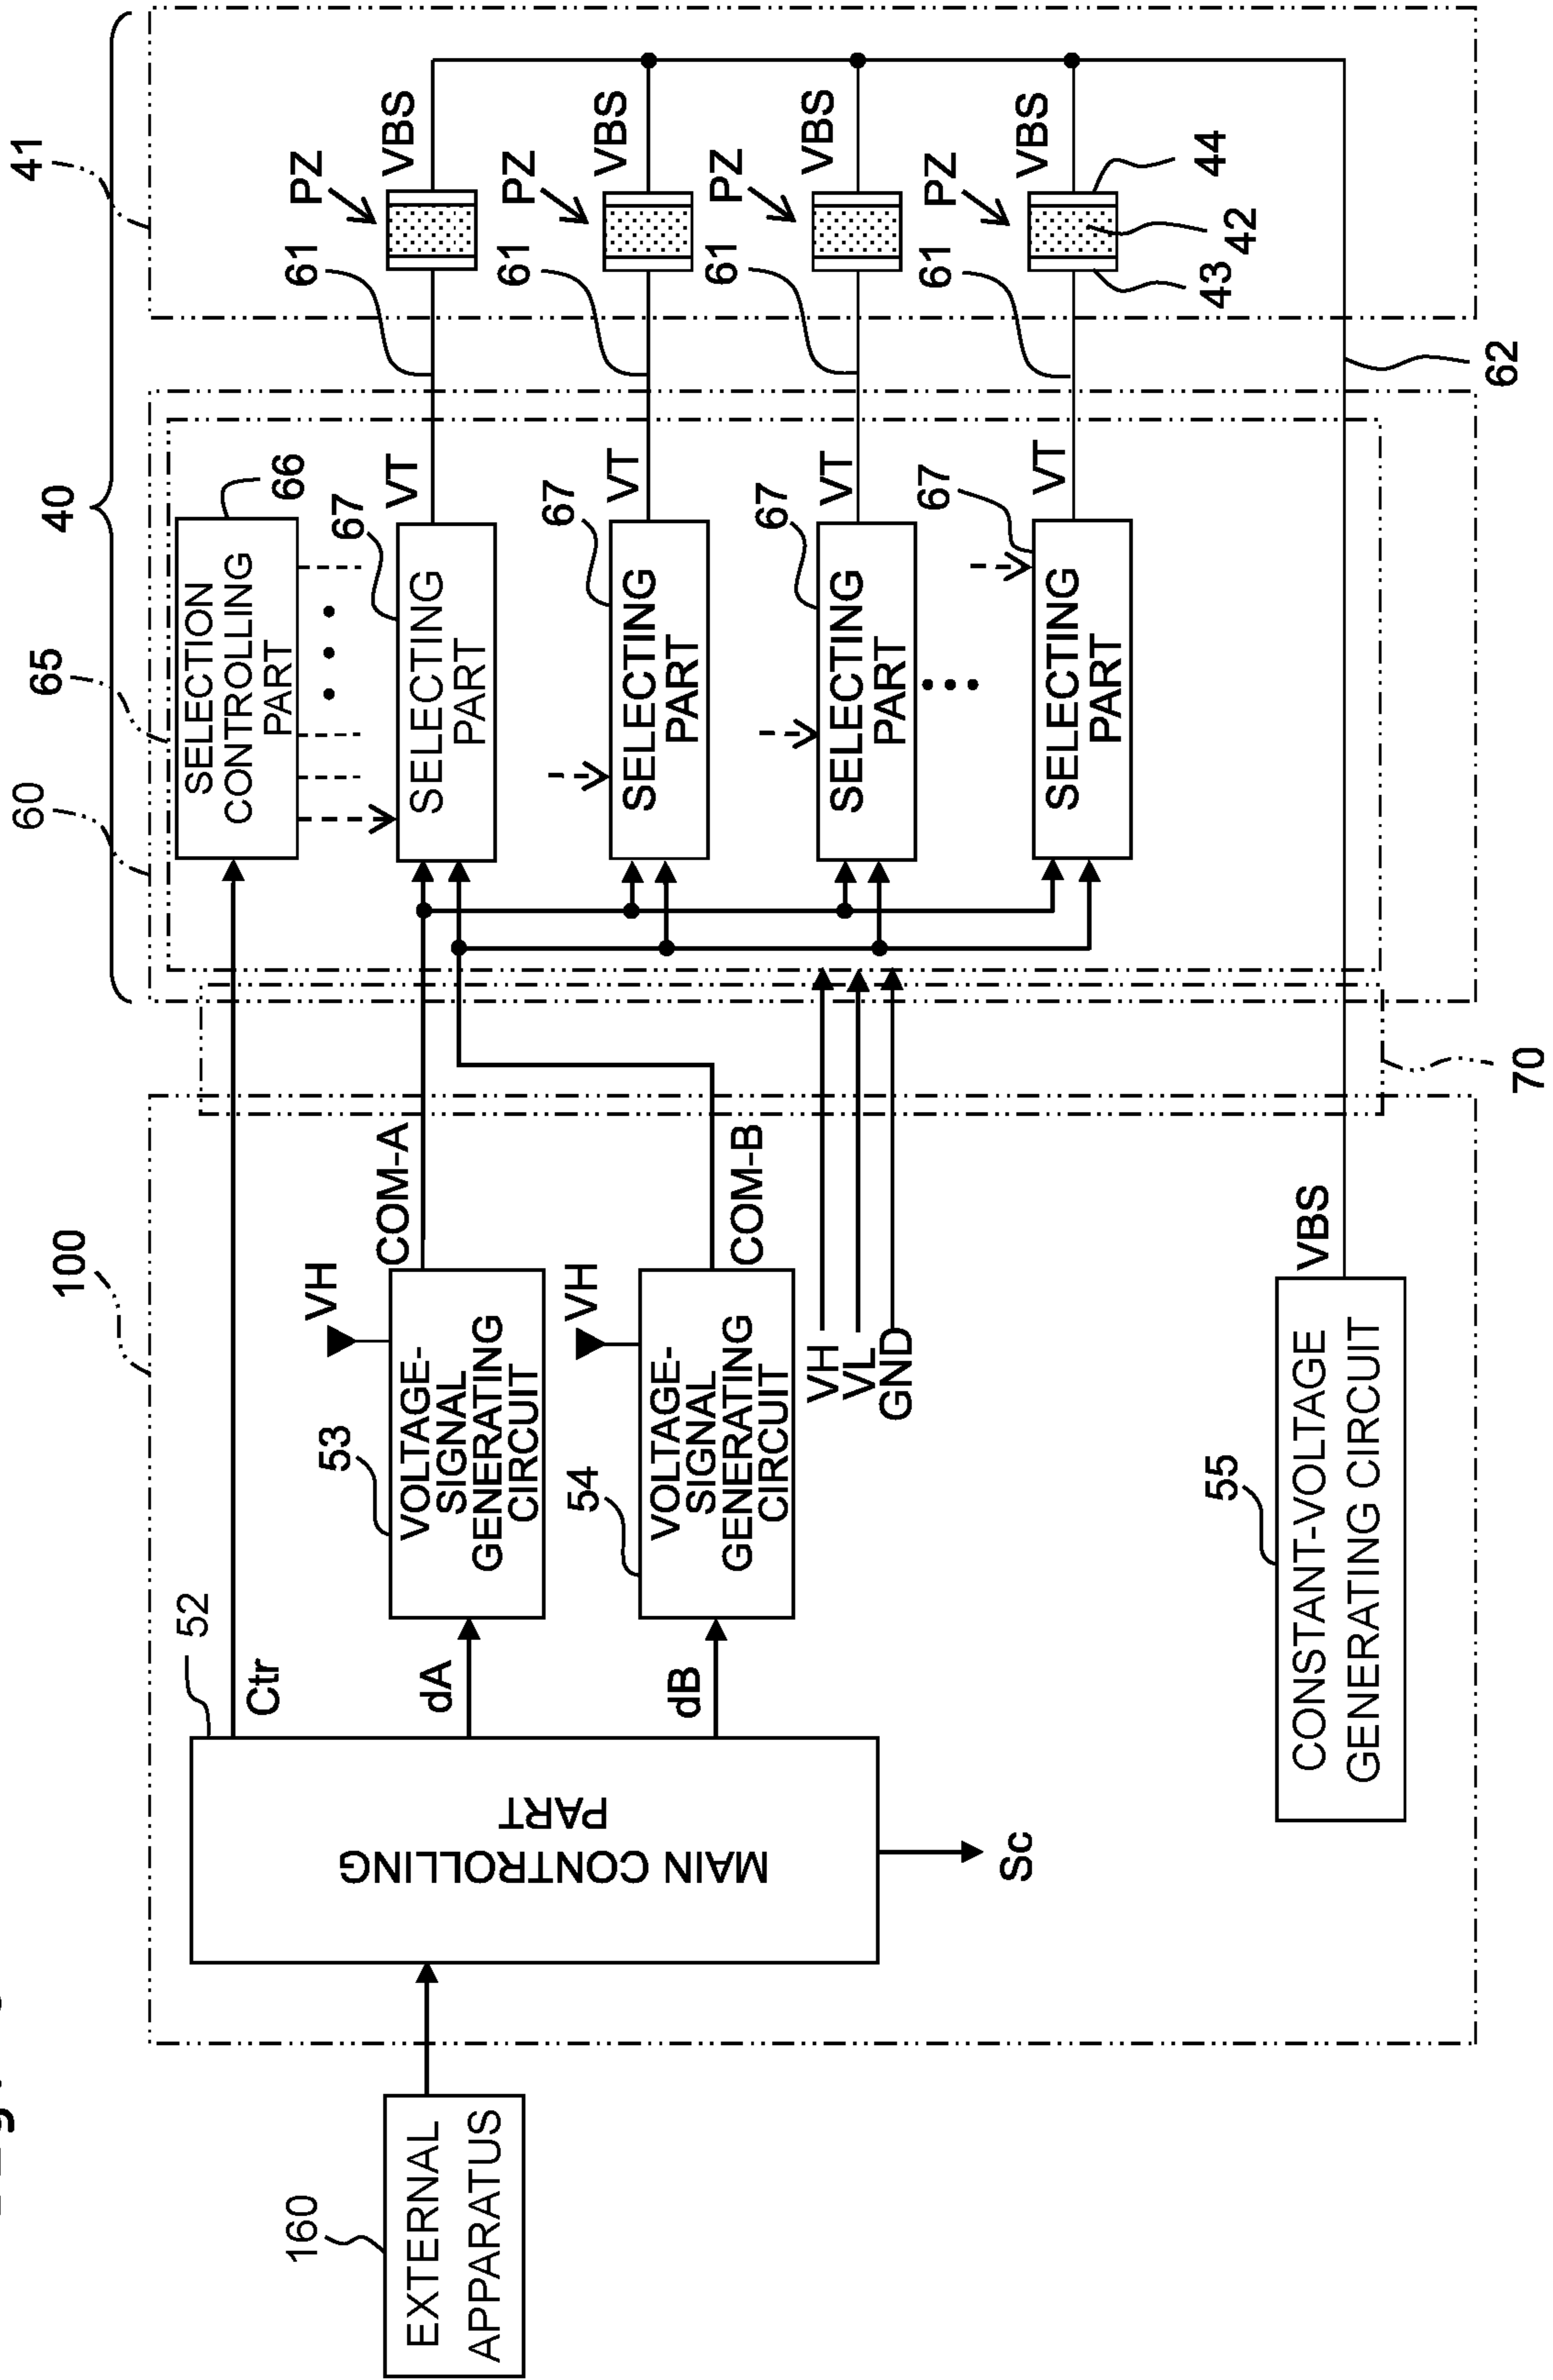 40
41
60
65
100
SELECTION
CONTROLLING
PART
66
52
Ctr
EXTERNAL
APPARATUS
160
MAIN CONTROLLING
PART
Sc
dA
dB
53
VH
VOLTAGE-
SIGNAL
GENERATING
CIRCUIT
COM-A
54
VH
VOLTAGE-
SIGNAL
GENERATING
CIRCUIT
COM-B
VH
VL
GND
67
SELECTING
PART
VT
61
PZ
VBS
67
SELECTING
PART
VT
61
PZ
VBS
67
SELECTING
PART
VT
61
PZ
VBS
67
SELECTING
PART
VT
61
PZ
VBS
43
42
44
55
CONSTANT-VOLTAGE
GENERATING CIRCUIT
VBS
70
62